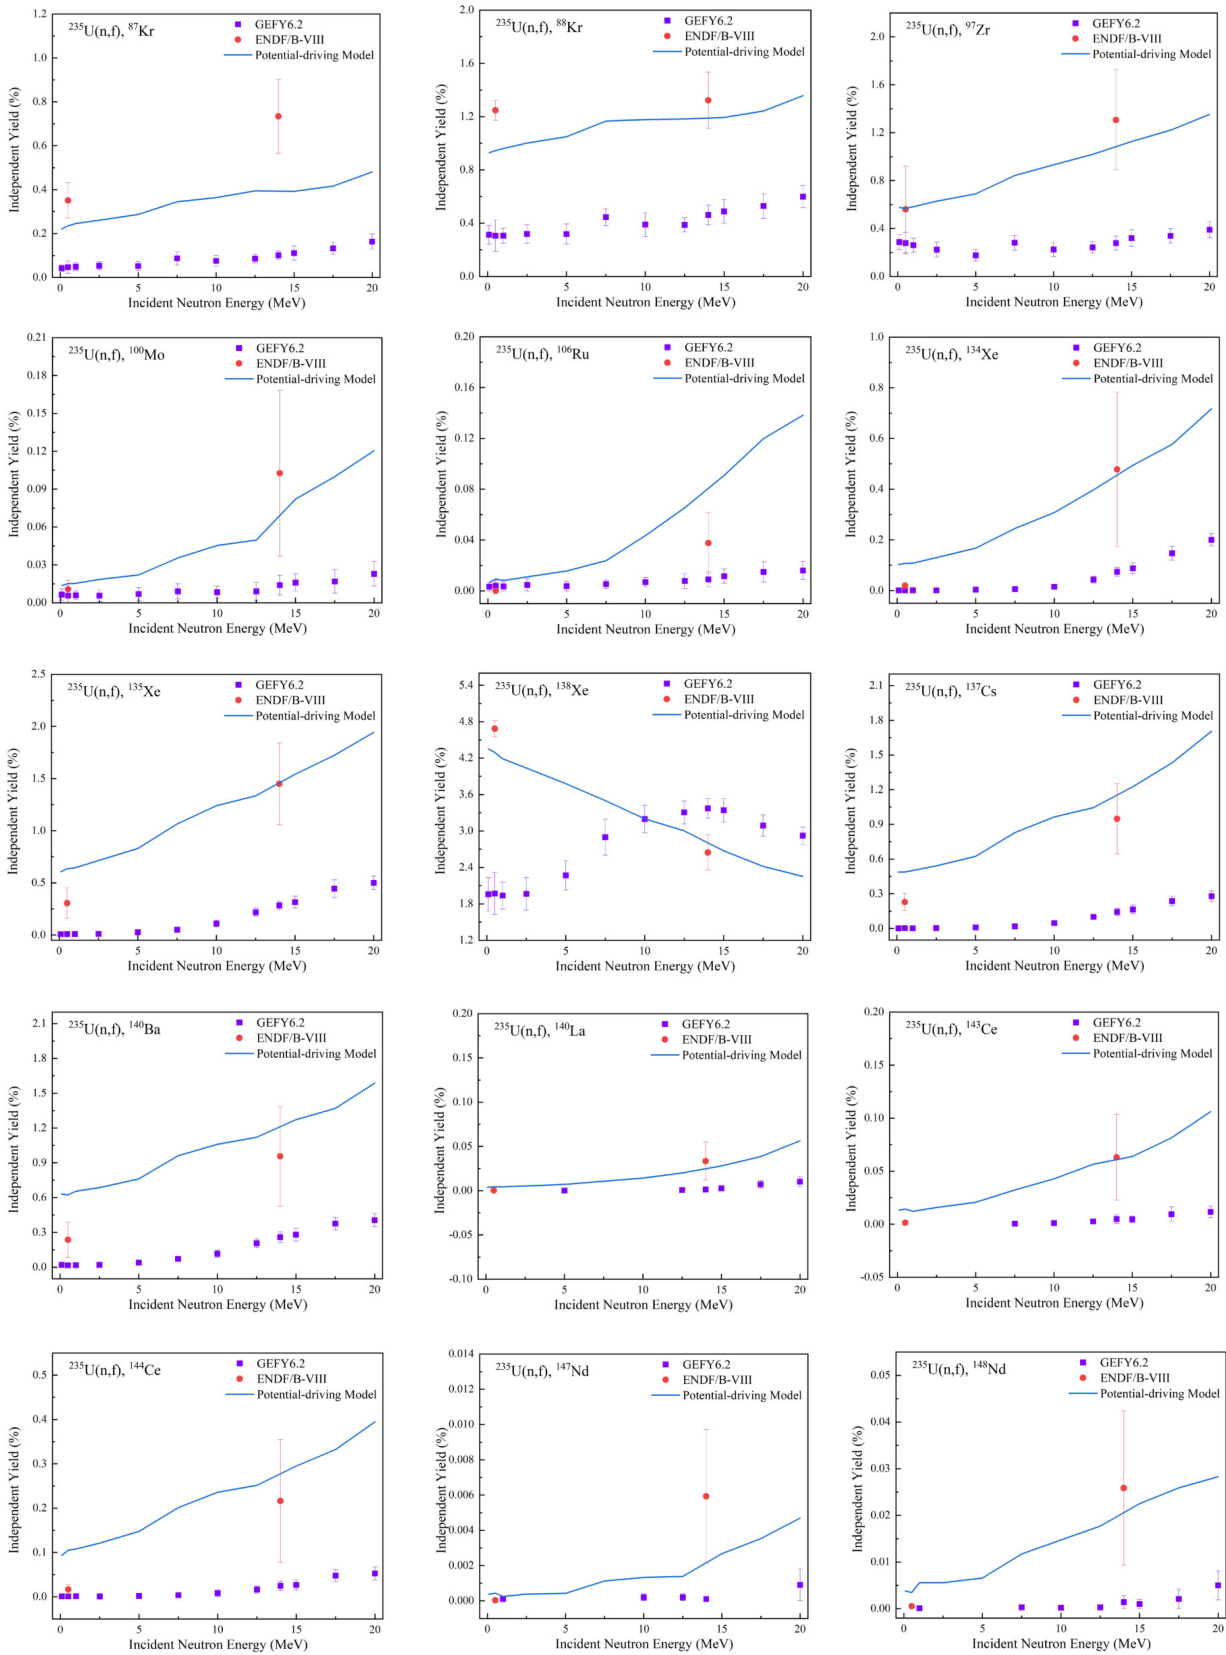 ²³⁵U(n,f), ⁸⁷Kr
GEFY6.2
ENDF/B-VIII
Potential-driving Model
Independent Yield (%)
1.2
1.0
0.8
0.6
0.4
0.2
0.0
0 5 10 15 20
Incident Neutron Energy (MeV)
²³⁵U(n,f), ⁸⁸Kr
GEFY6.2
ENDF/B-VIII
Potential-driving Model
Independent Yield (%)
2.0
1.6
1.2
0.8
0.4
0.0
0 5 10 15 20
Incident Neutron Energy (MeV)
²³⁵U(n,f), ⁹⁷Zr
GEFY6.2
ENDF/B-VIII
Potential-driving Model
Independent Yield (%)
2.0
1.6
1.2
0.8
0.4
0.0
0 5 10 15 20
Incident Neutron Energy (MeV)
²³⁵U(n,f), ¹⁰⁰Mo
GEFY6.2
ENDF/B-VIII
Potential-driving Model
Independent Yield (%)
0.21
0.18
0.15
0.12
0.09
0.06
0.03
0.00
0 5 10 15 20
Incident Neutron Energy (MeV)
²³⁵U(n,f), ¹⁰⁶Ru
GEFY6.2
ENDF/B-VIII
Potential-driving Model
Independent Yield (%)
0.20
0.16
0.12
0.08
0.04
0.00
0 5 10 15 20
Incident Neutron Energy (MeV)
²³⁵U(n,f), ¹³⁴Xe
GEFY6.2
ENDF/B-VIII
Potential-driving Model
Independent Yield (%)
1.0
0.8
0.6
0.4
0.2
0.0
0 5 10 15 20
Incident Neutron Energy (MeV)
²³⁵U(n,f), ¹³⁵Xe
GEFY6.2
ENDF/B-VIII
Potential-driving Model
Independent Yield (%)
2.5
2.0
1.5
1.0
0.5
0.0
0 5 10 15 20
Incident Neutron Energy (MeV)
²³⁵U(n,f), ¹³⁸Xe
GEFY6.2
ENDF/B-VIII
Potential-driving Model
Independent Yield (%)
5.4
4.8
4.2
3.6
3.0
2.4
1.8
1.2
0 5 10 15 20
Incident Neutron Energy (MeV)
²³⁵U(n,f), ¹³⁷Cs
GEFY6.2
ENDF/B-VIII
Potential-driving Model
Independent Yield (%)
2.1
1.8
1.5
1.2
0.9
0.6
0.3
0.0
0 5 10 15 20
Incident Neutron Energy (MeV)
²³⁵U(n,f), ¹⁴⁰Ba
GEFY6.2
ENDF/B-VIII
Potential-driving Model
Independent Yield (%)
2.1
1.8
1.5
1.2
0.9
0.6
0.3
0.0
0 5 10 15 20
Incident Neutron Energy (MeV)
²³⁵U(n,f), ¹⁴⁰La
GEFY6.2
ENDF/B-VIII
Potential-driving Model
Independent Yield (%)
0.20
0.15
0.10
0.05
0.00
-0.05
-0.10
0 5 10 15 20
Incident Neutron Energy (MeV)
²³⁵U(n,f), ¹⁴³Ce
GEFY6.2
ENDF/B-VIII
Potential-driving Model
Independent Yield (%)
0.20
0.15
0.10
0.05
0.00
-0.05
0 5 10 15 20
Incident Neutron Energy (MeV)
²³⁵U(n,f), ¹⁴⁴Ce
GEFY6.2
ENDF/B-VIII
Potential-driving Model
Independent Yield (%)
0.5
0.4
0.3
0.2
0.1
0.0
0 5 10 15 20
Incident Neutron Energy (MeV)
²³⁵U(n,f), ¹⁴⁷Nd
GEFY6.2
ENDF/B-VIII
Potential-driving Model
Independent Yield (%)
0.014
0.012
0.010
0.008
0.006
0.004
0.002
0.000
0 5 10 15 20
Incident Neutron Energy (MeV)
²³⁵U(n,f), ¹⁴⁸Nd
GEFY6.2
ENDF/B-VIII
Potential-driving Model
Independent Yield (%)
0.05
0.04
0.03
0.02
0.01
0.00
0 5 10 15 20
Incident Neutron Energy (MeV)